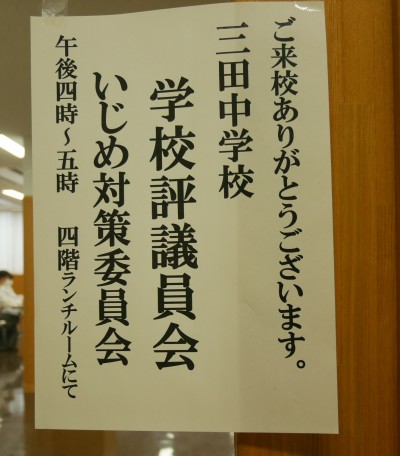 ご来校ありがとうございます。
三田中学校
学校評議員会
いじめ対策委員会
午後四時～五時　四階ランチルームにて